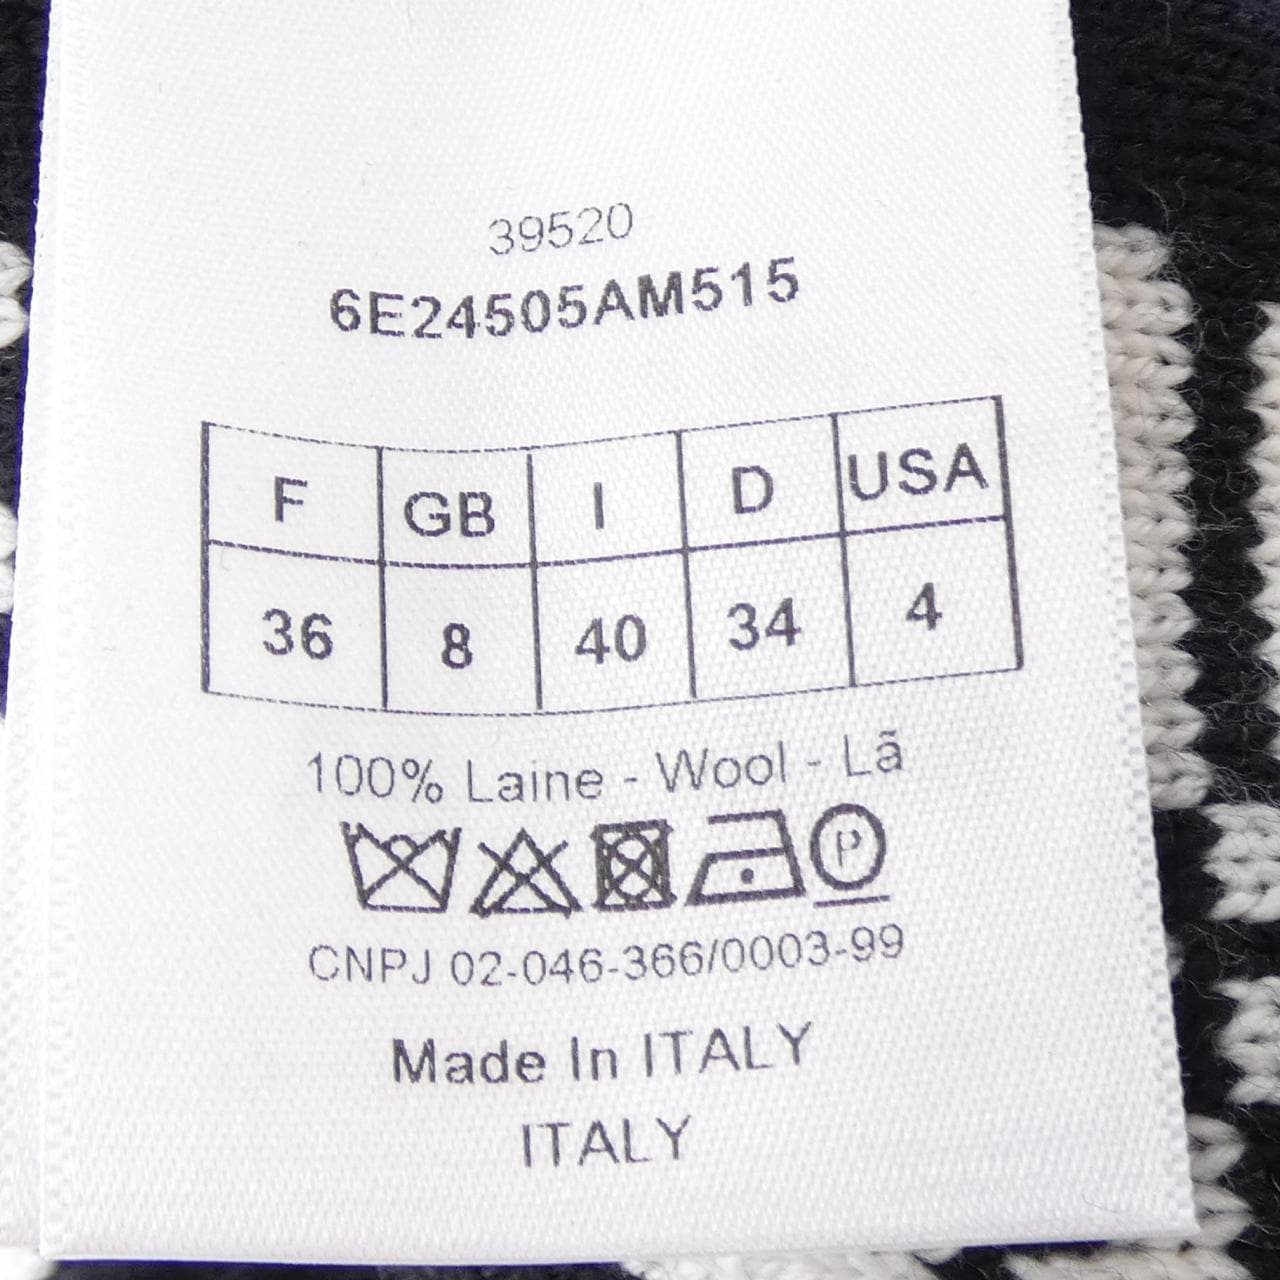 39520
6E24505AM515
F GB I D USA
36 8 40 34 4
100% Laine - Wool - Lã
P
CNPJ 02-046-366/0003-99
Made In ITALY
ITALY